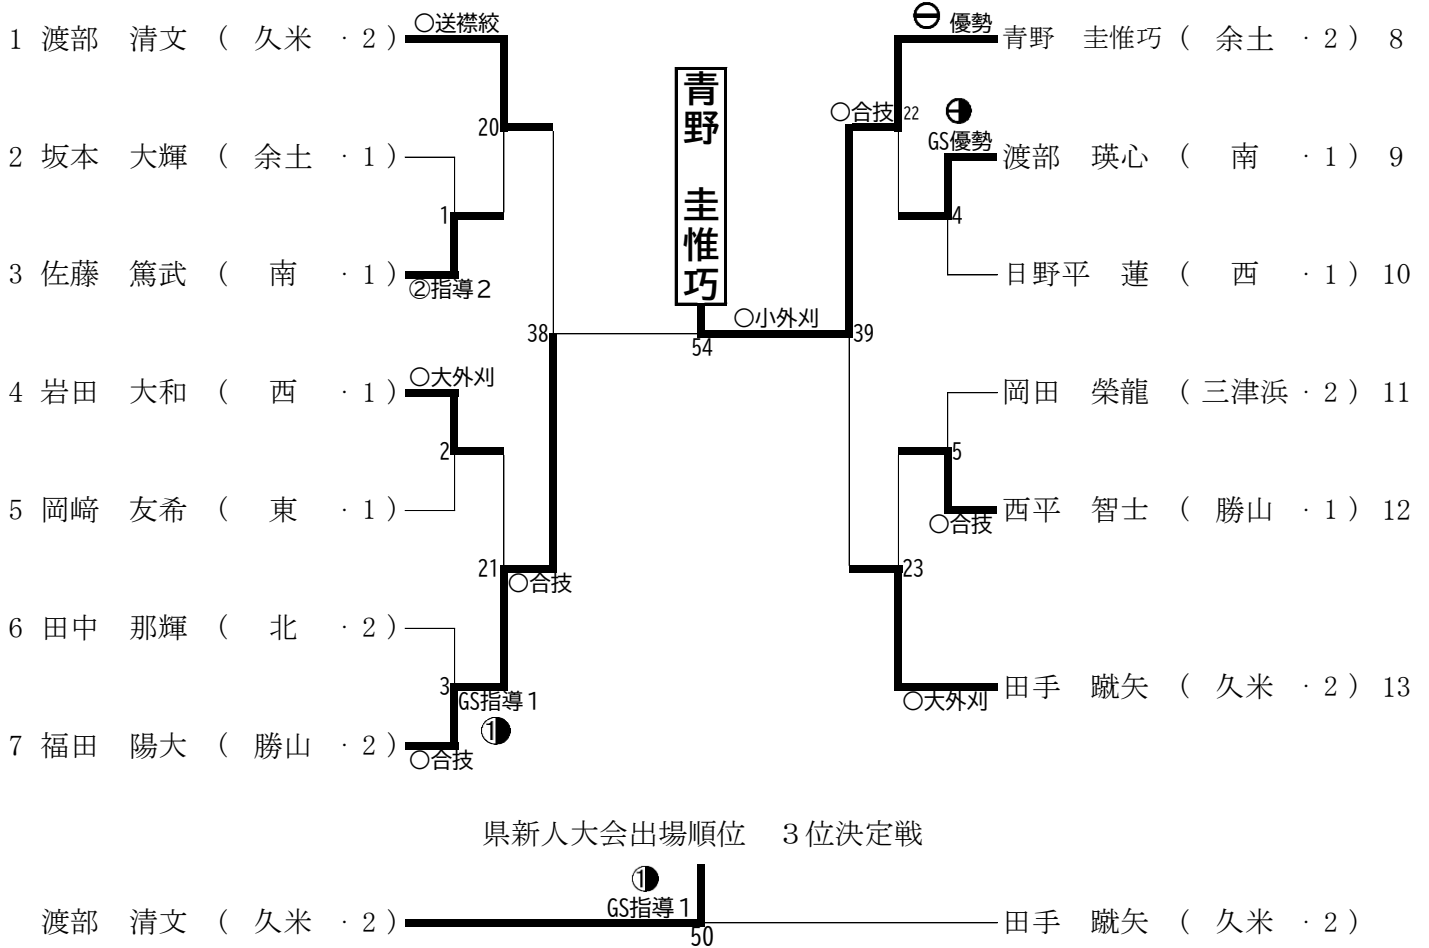 1 渡部 清文 ( 久米 ・2)
○送襟絞
20
2 坂本 大輝 ( 余土 ・1)
1
3 佐藤 篤武 ( 南 ・1)
②指導2
38
4 岩田 大和 ( 西 ・1)
○大外刈
2
5 岡﨑 友希 ( 東 ・1)
21
○合技
6 田中 那輝 ( 北 ・2)
3
GS指導1
①
7 福田 陽大 ( 勝山 ・2)
○合技
青野 圭惟巧
○小外刈
54
優勢
青野 圭惟巧 ( 余土 ・2) 8
○合技
22
GS優勢
渡部 瑛心 ( 南 ・1) 9
4
日野平 蓮 ( 西 ・1) 10
39
岡田 榮龍 ( 三津浜 ・2) 11
5
西平 智士 ( 勝山 ・1) 12
○合技
23
田手 蹴矢 ( 久米 ・2) 13
○大外刈
県新人大会出場順位 3位決定戦
①
GS指導1
渡部 清文 ( 久米 ・2)
50
田手 蹴矢 ( 久米 ・2)